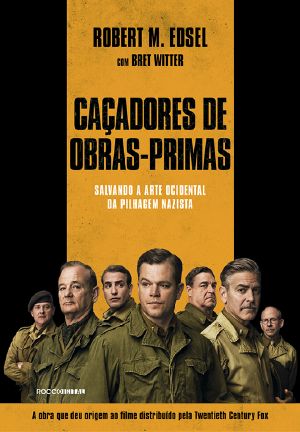 ROBERT M. EDSEL
COM BRET WITTER
CAÇADORES DE
OBRAS-PRIMAS
SALVANDO A ARTE OCIDENTAL
DA PILHAGEM NAZISTA
ROCCODIGITAL
A obra que deu origem ao filme distribuído pela Twentieth Century Fox